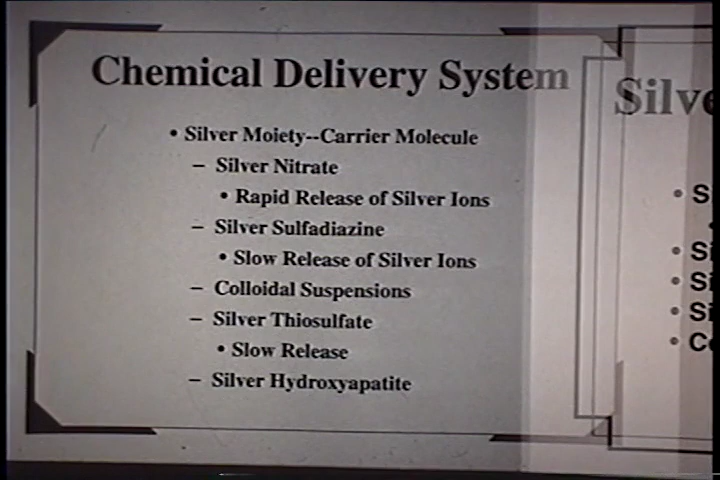 Chemical Delivery System
• Silver Moiety--Carrier Molecule
– Silver Nitrate
• Rapid Release of Silver Ions
– Silver Sulfadiazine
• Slow Release of Silver Ions
– Colloidal Suspensions
– Silver Thiosulfate
• Slow Release
– Silver Hydroxyapatite